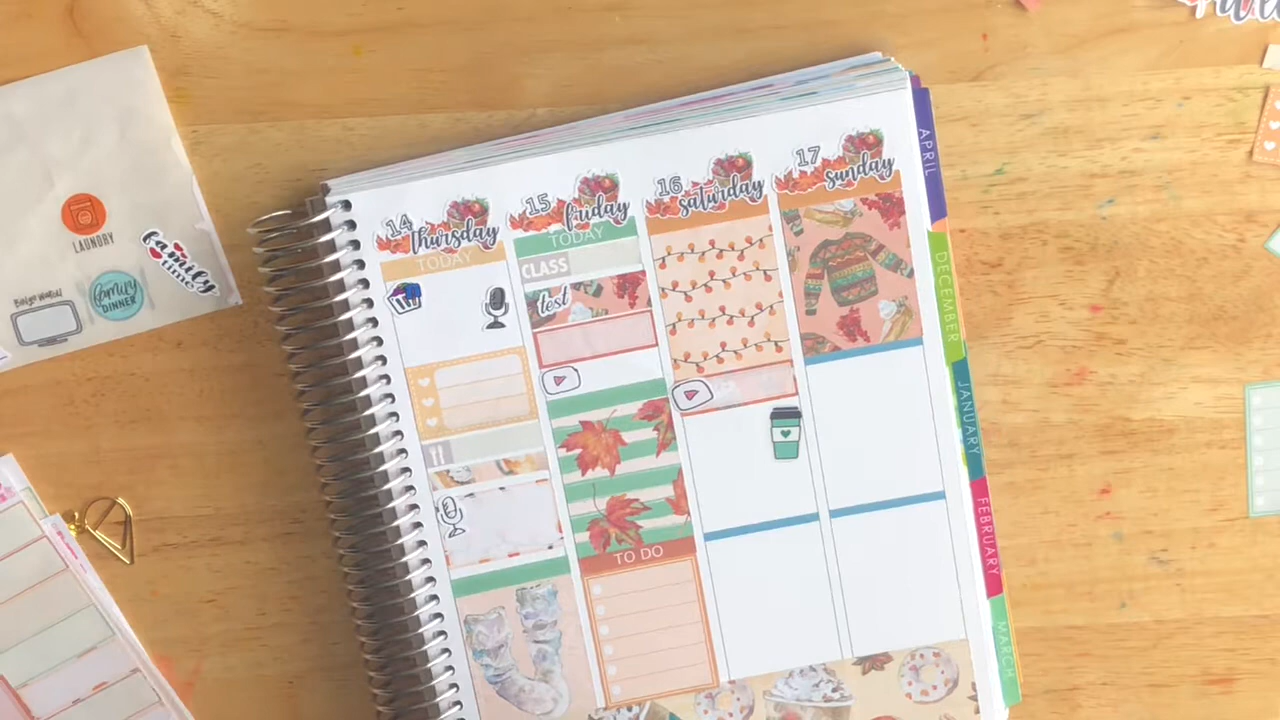 14 thursday
TODAY
15 friday
TODAY
CLASS
test
TO DO
16 saturday
17 sunday
APRIL
DECEMBER
JANUARY
FEBRUARY
MARCH
LAUNDRY
family
time
family
DINNER